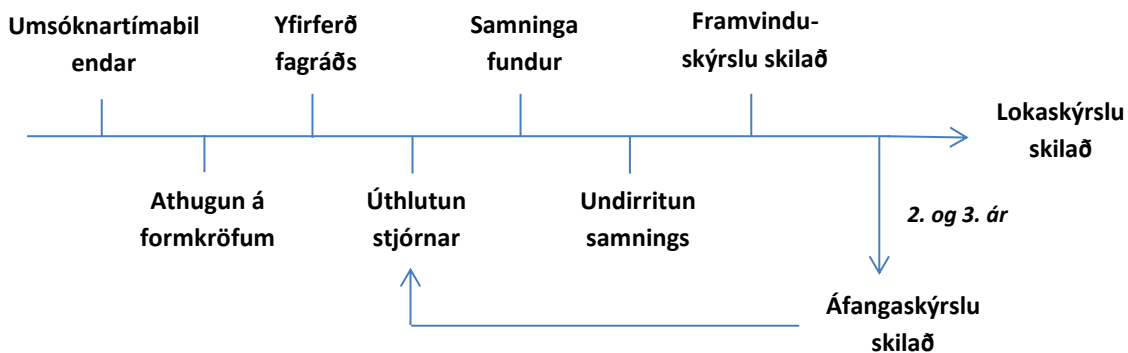 Umsóknartímabil
endar
Yfirferð
fagráðs
Samninga
fundur
Framvindu-
skýrslu skilað
Lokaskýrslu
skilað
Athugun á
formkröfum
Úthlutun
stjórnar
Undirritun
samnings
2. og 3. ár
Áfangaskýrslu
skilað